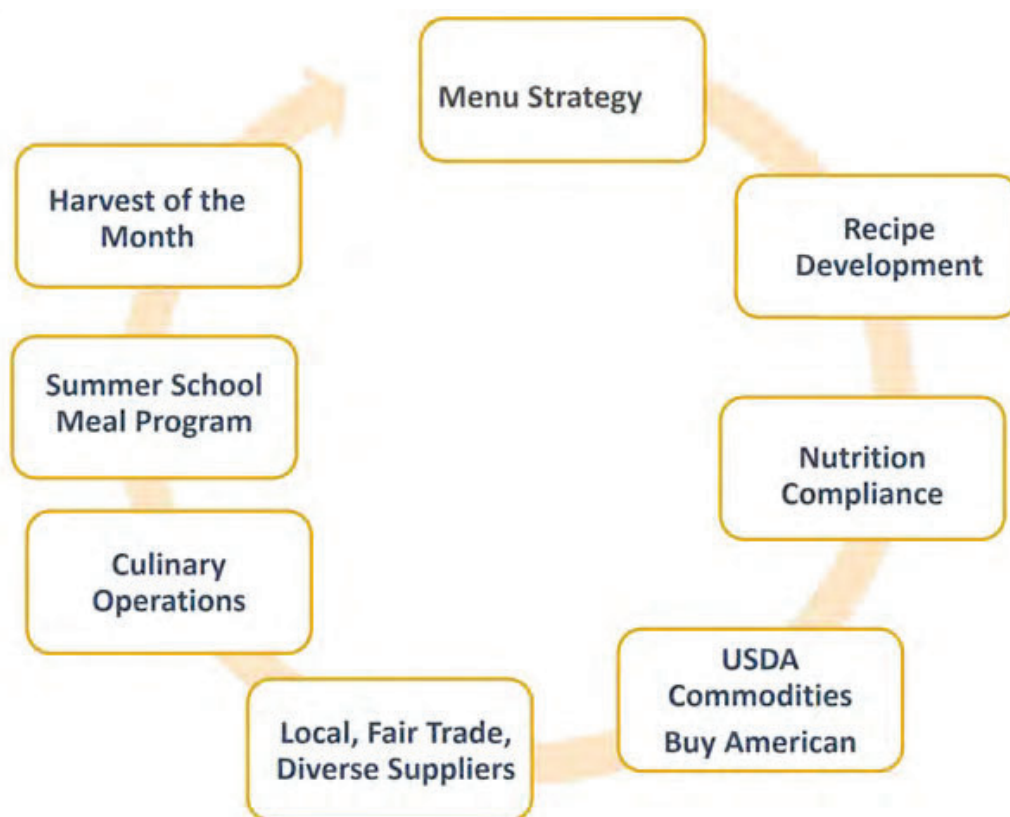 Menu Strategy
Recipe
Development
Nutrition
Compliance
USDA
Commodities
Buy American
Local, Fair Trade,
Diverse Suppliers
Culinary
Operations
Summer School
Meal Program
Harvest of the
Month